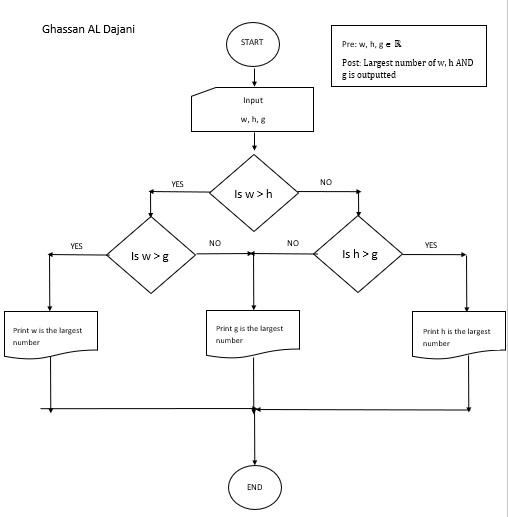 Ghassan AL Dajani
START
Pre: w, h, g ∈ ℝ
Post: Largest number of w, h AND
g is outputted
Input
w, h, g
YES
Is w > h
NO
YES
Is w > g
NO
NO
Is h > g
YES
Print w is the largest
number
Print g is the largest
number
Print h is the largest
number
END